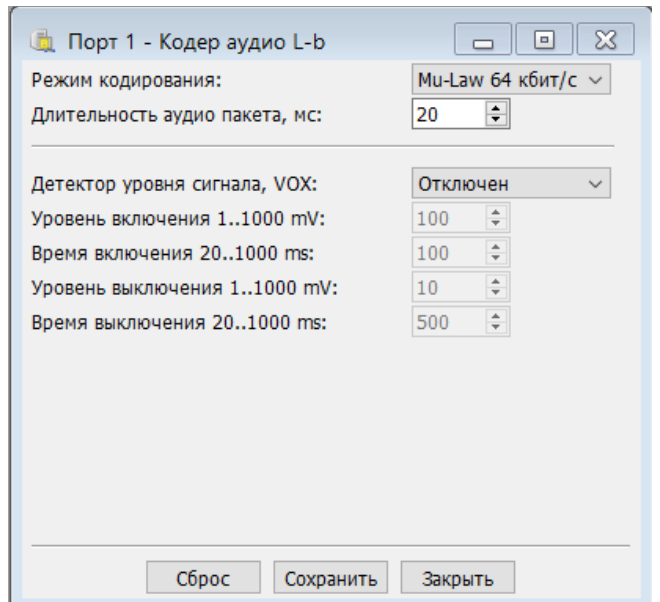 Порт 1 - Кодер аудио L-b
Режим кодирования: Mu-Law 64 кбит/с
Длительность аудио пакета, мс: 20
Детектор уровня сигнала, VOX: Отключен
Уровень включения 1..1000 mV: 100
Время включения 20..1000 ms: 100
Уровень выключения 1..1000 mV: 10
Время выключения 20..1000 ms: 500
Сброс Сохранить Закрыть